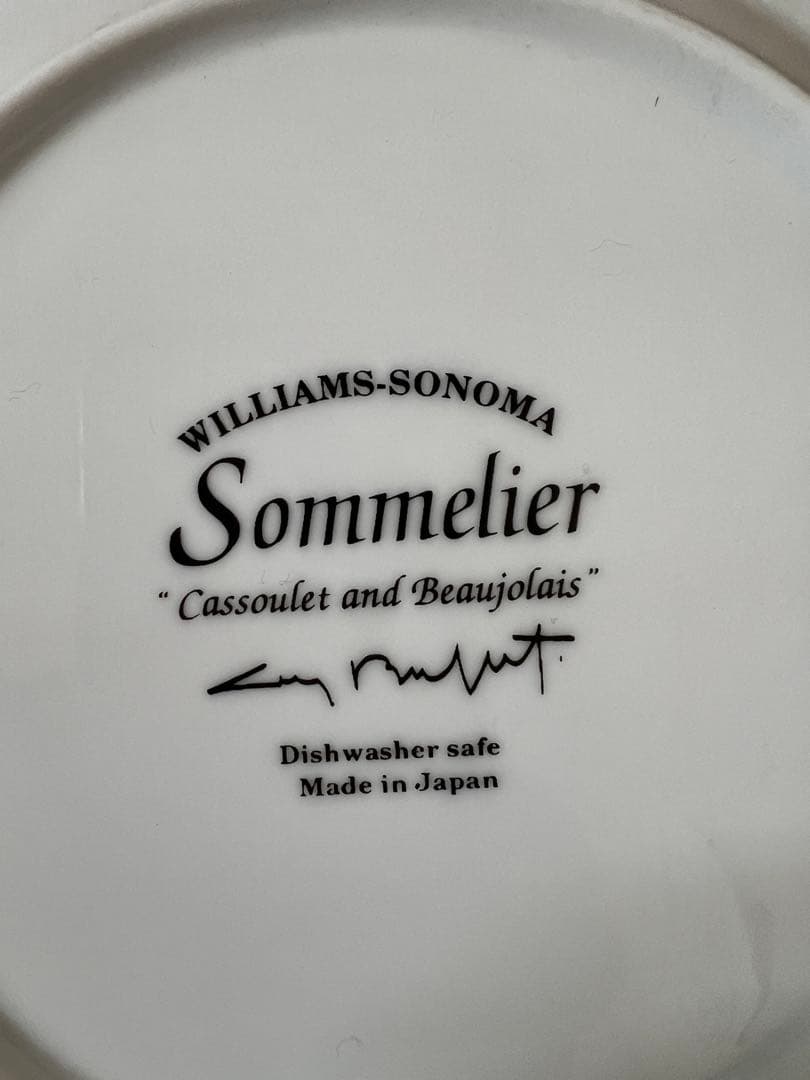 WILLIAMS-SONOMA
Sommelier
“Cassoulet and Beaujolais”
Dishwasher safe
Made in Japan